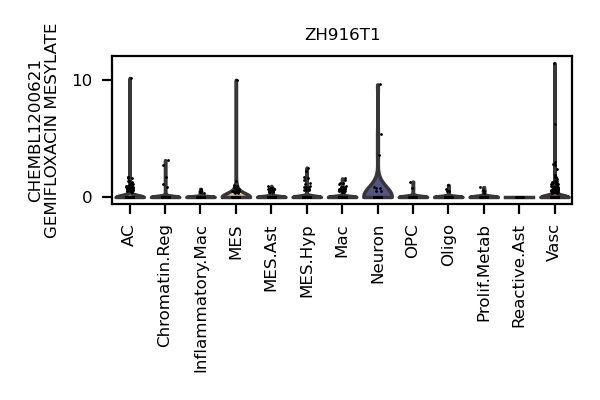 ZH916T1
CHEMBL1200621
GEMIFLOXACIN MESYLATE
10
0
AC
Chromatin.Reg
Inflammatory.Mac
MES
MES.Ast
MES.Hyp
Mac
Neuron
OPC
Oligo
Prolif.Metab
Reactive.Ast
Vasc